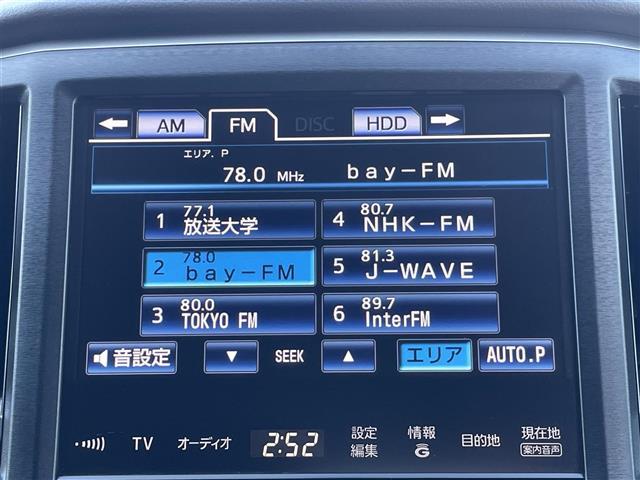 AM FM DISC HDD
エリア. P
78.0 MHz bay-FM
1 77.1 放送大学
4 80.7 NHK-FM
2 78.0 bay-FM
5 81.3 J-WAVE
3 80.0 TOKYO FM
6 89.7 InterFM
音設定 ▼ SEEK ▲ エリア AUTO.P
TV オーディオ 2:52 設定 編集 情報 G 目的地 現在地 案内音声